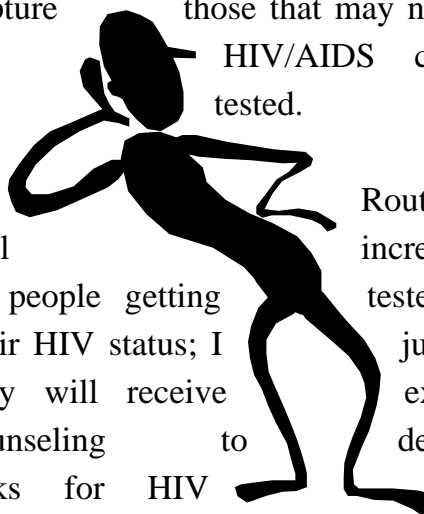 pture those that may n
HIV/AIDS c
tested.
Rout
l incre
people getting teste
ir HIV status; I ju
y will receive ex
unseling to de
ks for HIV